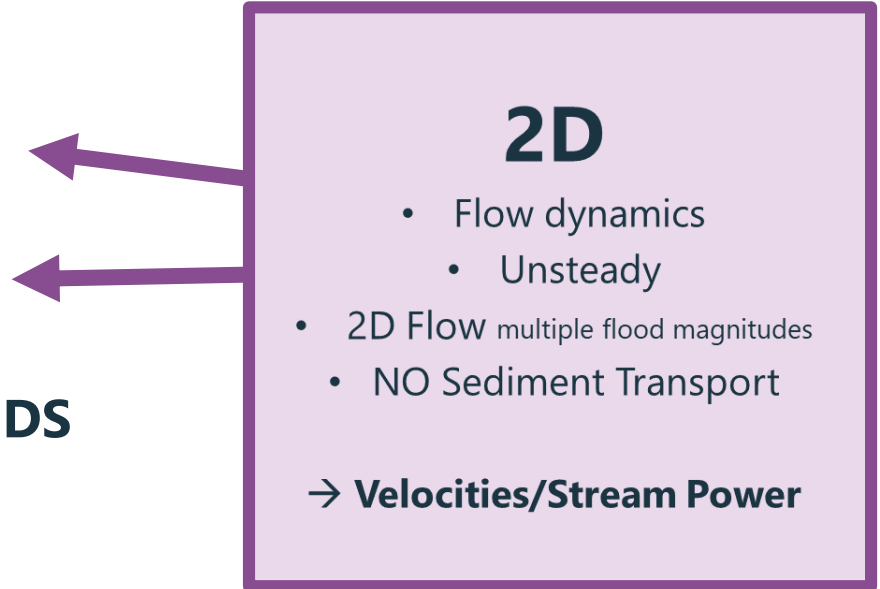 2D
• Flow dynamics
• Unsteady
• 2D Flow multiple flood magnitudes
• NO Sediment Transport
DS
→ Velocities/Stream Power